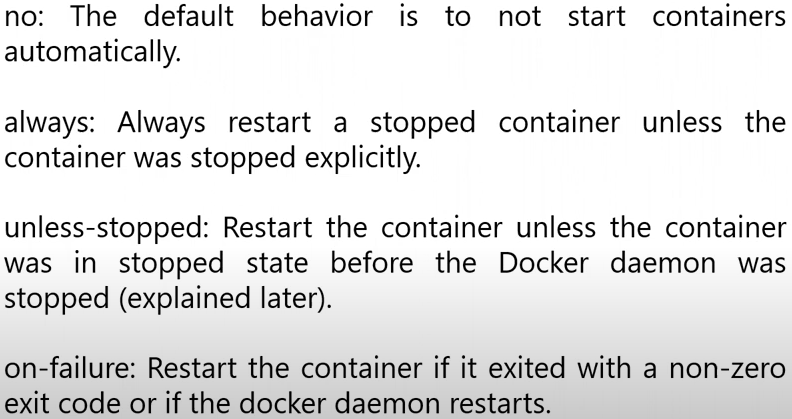 no: The default behavior is to not start containers
automatically.
always: Always restart a stopped container unless the
container was stopped explicitly.
unless-stopped: Restart the container unless the container
was in stopped state before the Docker daemon was
stopped (explained later).
on-failure: Restart the container if it exited with a non-zero
exit code or if the docker daemon restarts.